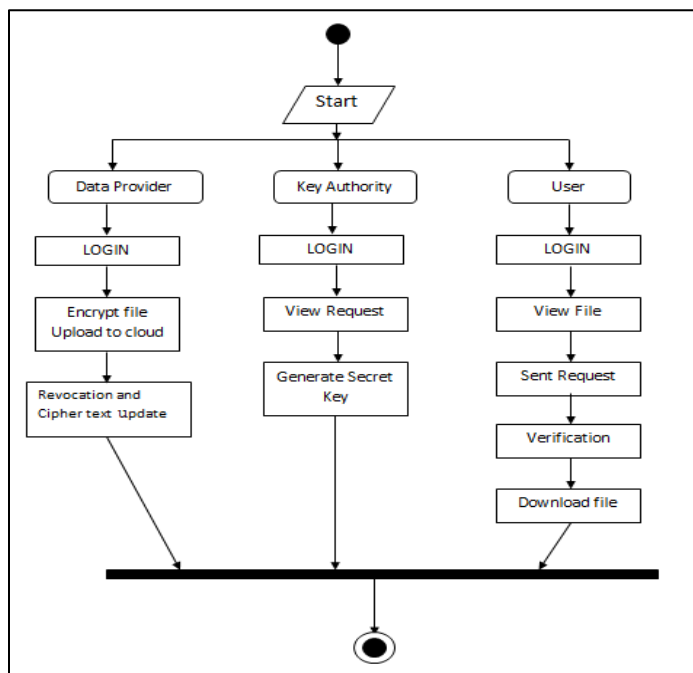 Start
Data Provider
Key Authority
User
LOGIN
LOGIN
LOGIN
Encrypt file
Upload to cloud
View Request
View File
Revocation and
Cipher text Update
Generate Secret
Key
Sent Request
Verification
Download file